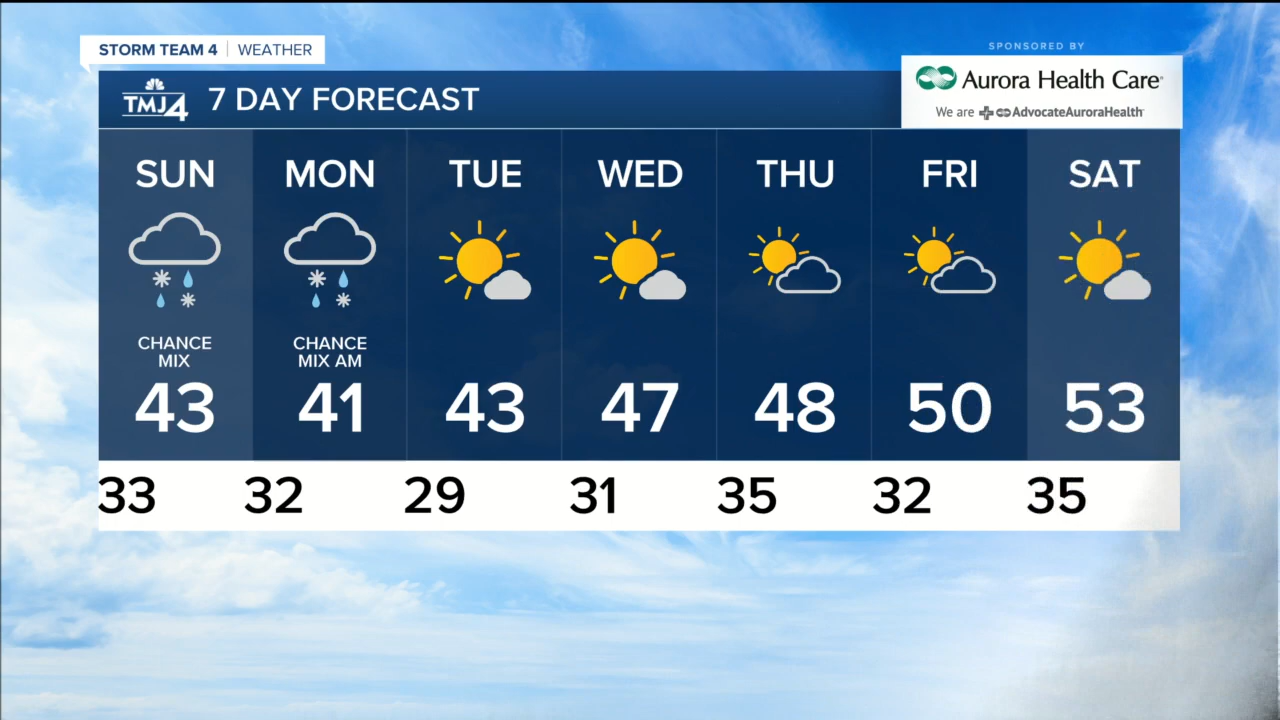 STORM TEAM 4 | WEATHER
SPONSORED BY
Aurora Health Care®
We are AdvocateAuroraHealth
TMJ4 7 DAY FORECAST
SUN MON TUE WED THU FRI SAT
CHANCE MIX CHANCE MIX AM
43 41 43 47 48 50 53
33 32 29 31 35 32 35